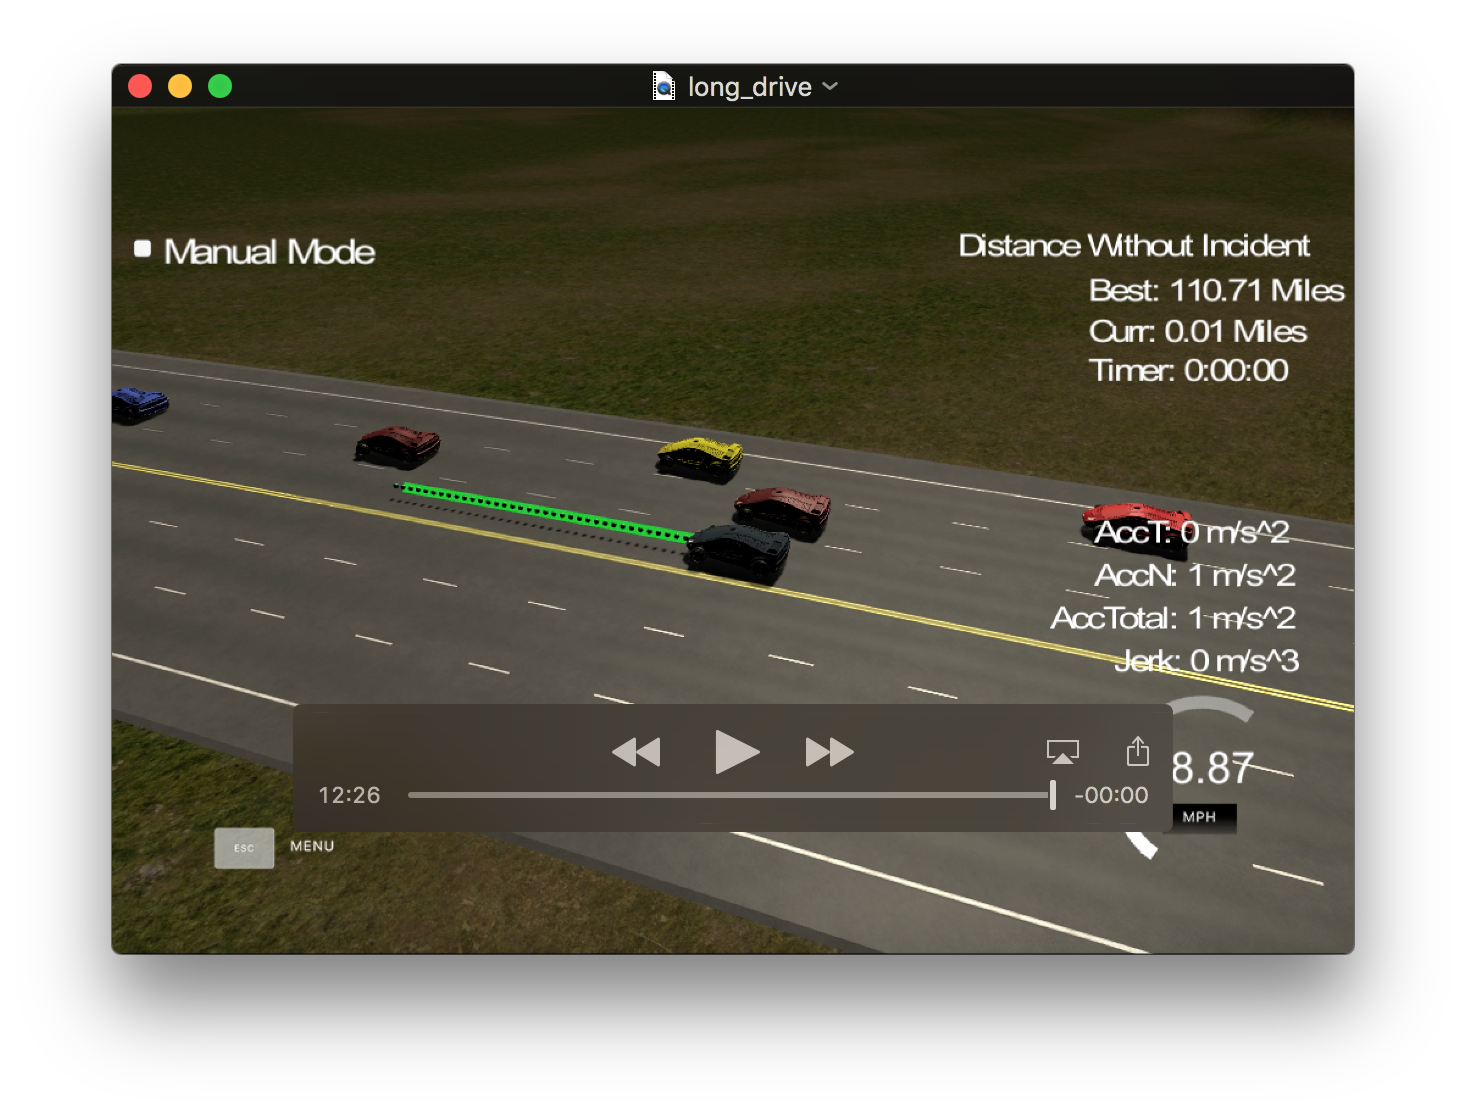 long_drive
Manual Mode
Distance Without Incident
Best: 110.71 Miles
Curr: 0.01 Miles
Timer: 0:00:00
AccT: 0 m/s^2
AccN: 1 m/s^2
AccTotal: 1 m/s^2
Jerk: 0 m/s^3
8.87
MPH
12:26
-00:00
ESC MENU